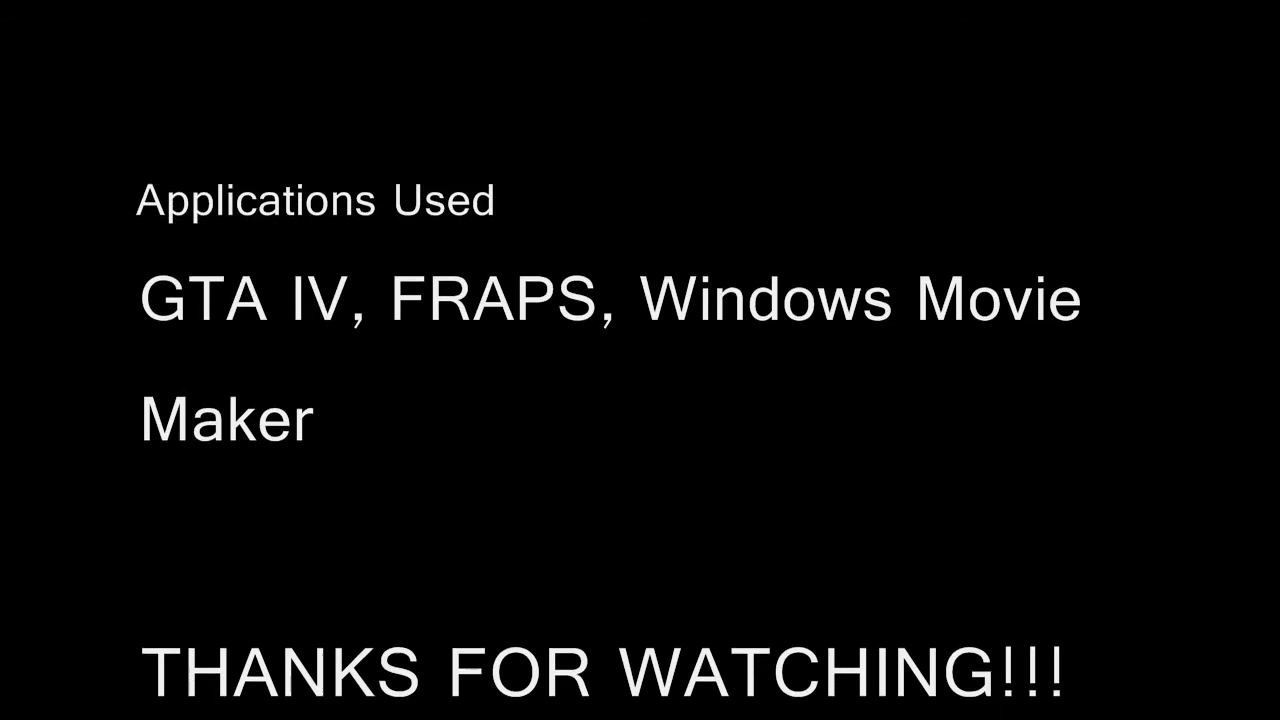 Applications Used
GTA IV, FRAPS, Windows Movie
Maker
THANKS FOR WATCHING!!!